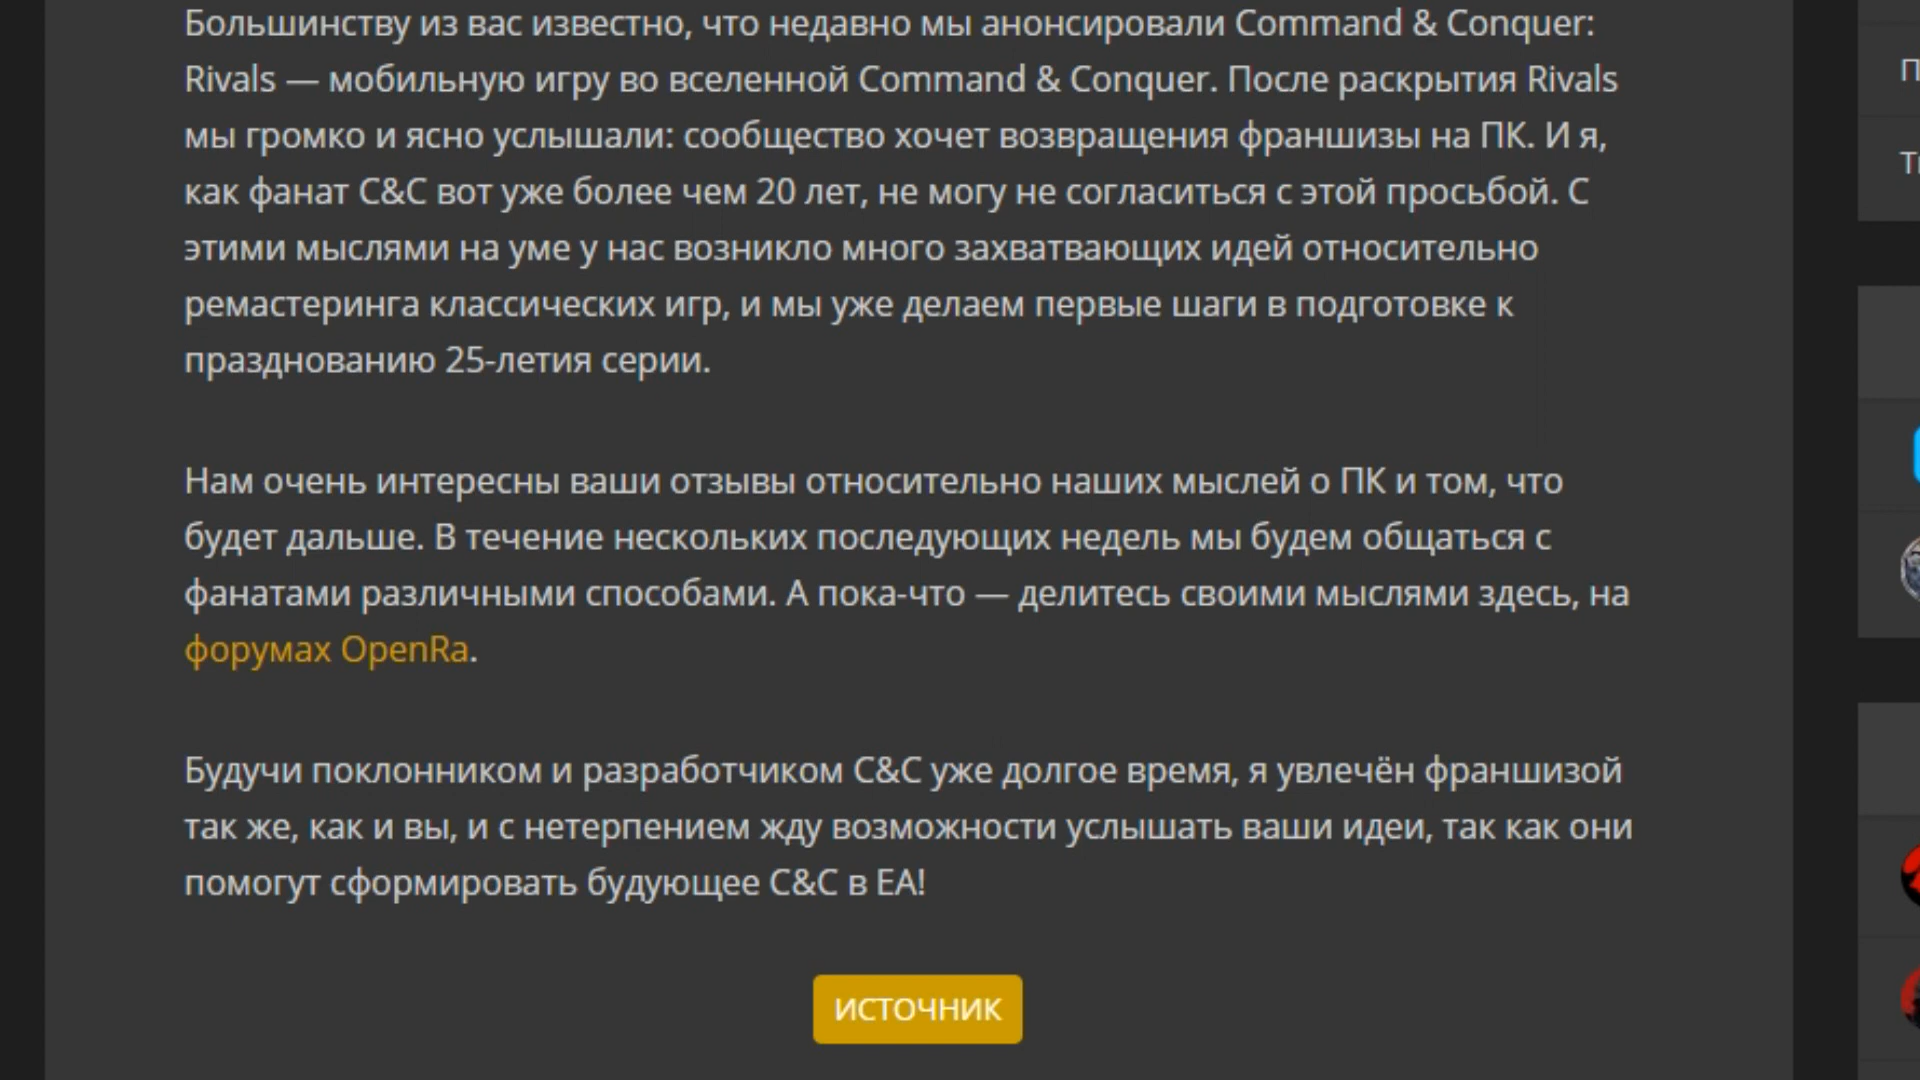 Большинству из вас известно, что недавно мы анонсировали Command & Conquer:
Rivals — мобильную игру во вселенной Command & Conquer. После раскрытия Rivals
мы громко и ясно услышали: сообщество хочет возвращения франшизы на ПК. И я,
как фанат C&C вот уже более чем 20 лет, не могу не согласиться с этой просьбой. С
этими мыслями на уме у нас возникло много захватвающих идей относительно
ремастеринга классических игр, и мы уже делаем первые шаги в подготовке к
празднованию 25-летия серии.
Нам очень интересны ваши отзывы относительно наших мыслей о ПК и том, что
будет дальше. В течение нескольких последующих недель мы будем общаться с
фанатами различными способами. А пока-что — делитесь своими мыслями здесь, на
форумах OpenRa.
Будучи поклонником и разработчиком C&C уже долгое время, я увлечён франшизой
так же, как и вы, и с нетерпением жду возможности услышать ваши идеи, так как они
помогут сформировать будующее C&C в EA!
ИСТОЧНИК